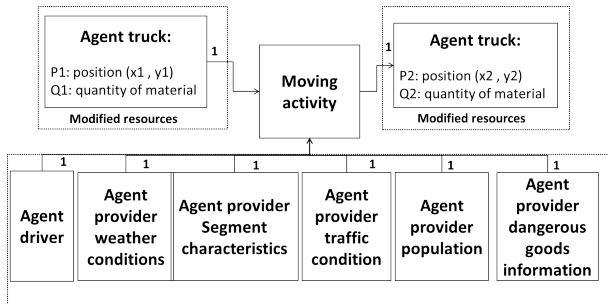 Agent truck:
P1: position (x1 , y1)
Q1: quantity of material
Modified resources
1
Moving
activity
1
Agent truck:
P2: position (x2 , y2)
Q2: quantity of material
Modified resources
1
1
1
1
1
1
Agent
driver
Agent
provider
weather
conditions
Agent provider
Segment
characteristics
Agent
provider
traffic
condition
Agent
provider
population
Agent
provider
dangerous
goods
information